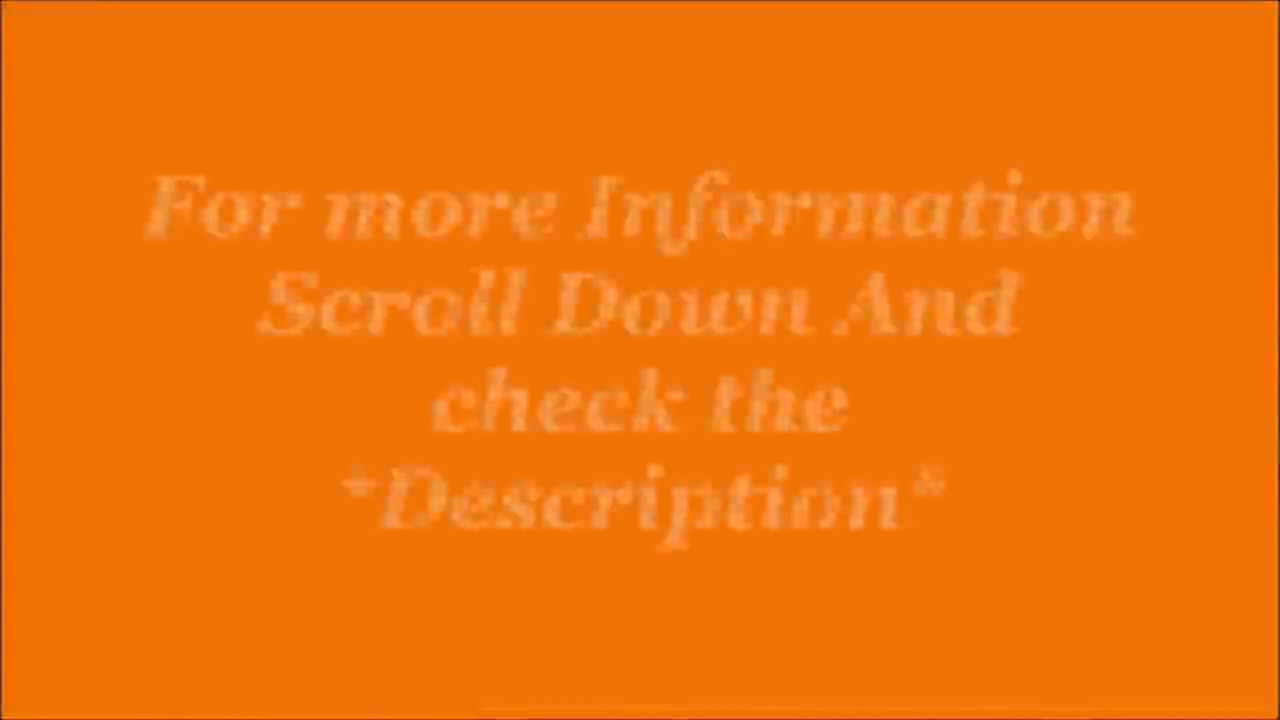 For more Information
Scroll Down And
check the
*Description*